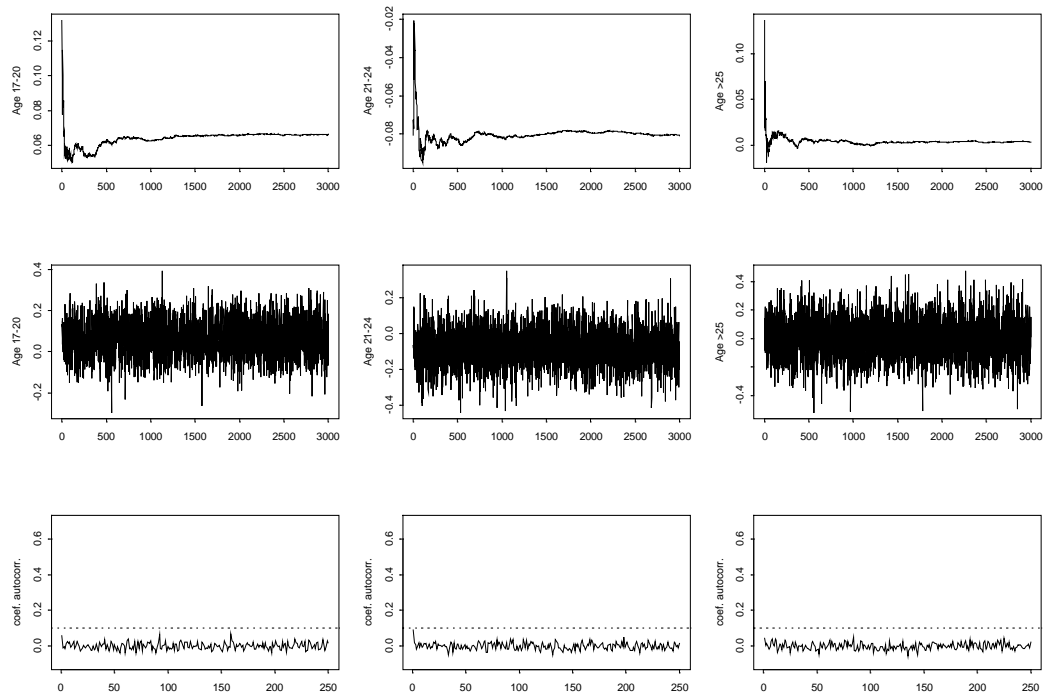 Age 17-20
0.06 0.08 0.10 0.12
0 500 1000 1500 2000 2500 3000
Age 21-24
-0.08 -0.06 -0.04 -0.02
0 500 1000 1500 2000 2500 3000
Age >25
0.0 0.05 0.10
0 500 1000 1500 2000 2500 3000
Age 17-20
-0.2 0.0 0.2 0.4
0 500 1000 1500 2000 2500 3000
Age 21-24
-0.4 -0.2 0.0 0.2
0 500 1000 1500 2000 2500 3000
Age >25
-0.4 0.0 0.2 0.4
0 500 1000 1500 2000 2500 3000
coef. autocorr.
0.0 0.2 0.4 0.6
0 50 100 150 200 250
coef. autocorr.
0.0 0.2 0.4 0.6
0 50 100 150 200 250
coef. autocorr.
0.0 0.2 0.4 0.6
0 50 100 150 200 250